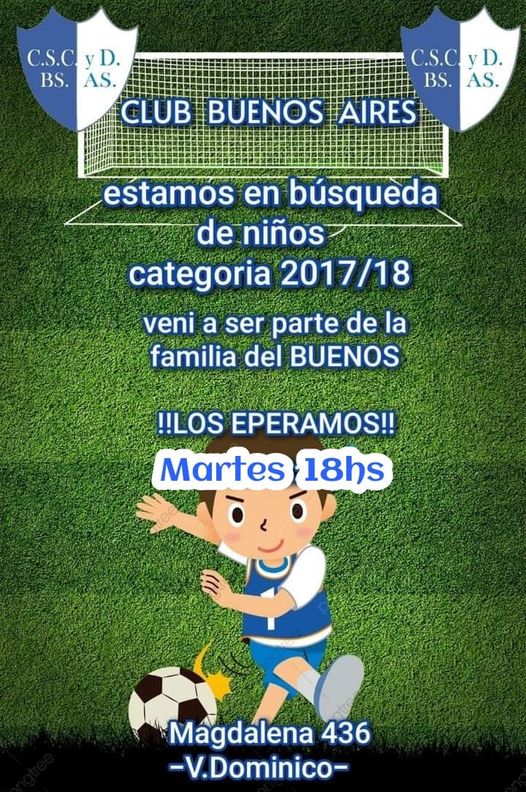 C.S.C. y D.
BS. AS.
C.S.C. y D.
BS. AS.
CLUB BUENOS AIRES
estamos en búsqueda
de niños
categoria 2017/18
veni a ser parte de la
familia del BUENOS
!!LOS EPERAMOS!!
Martes 18hs
1
Magdalena 436
-V.Dominico-